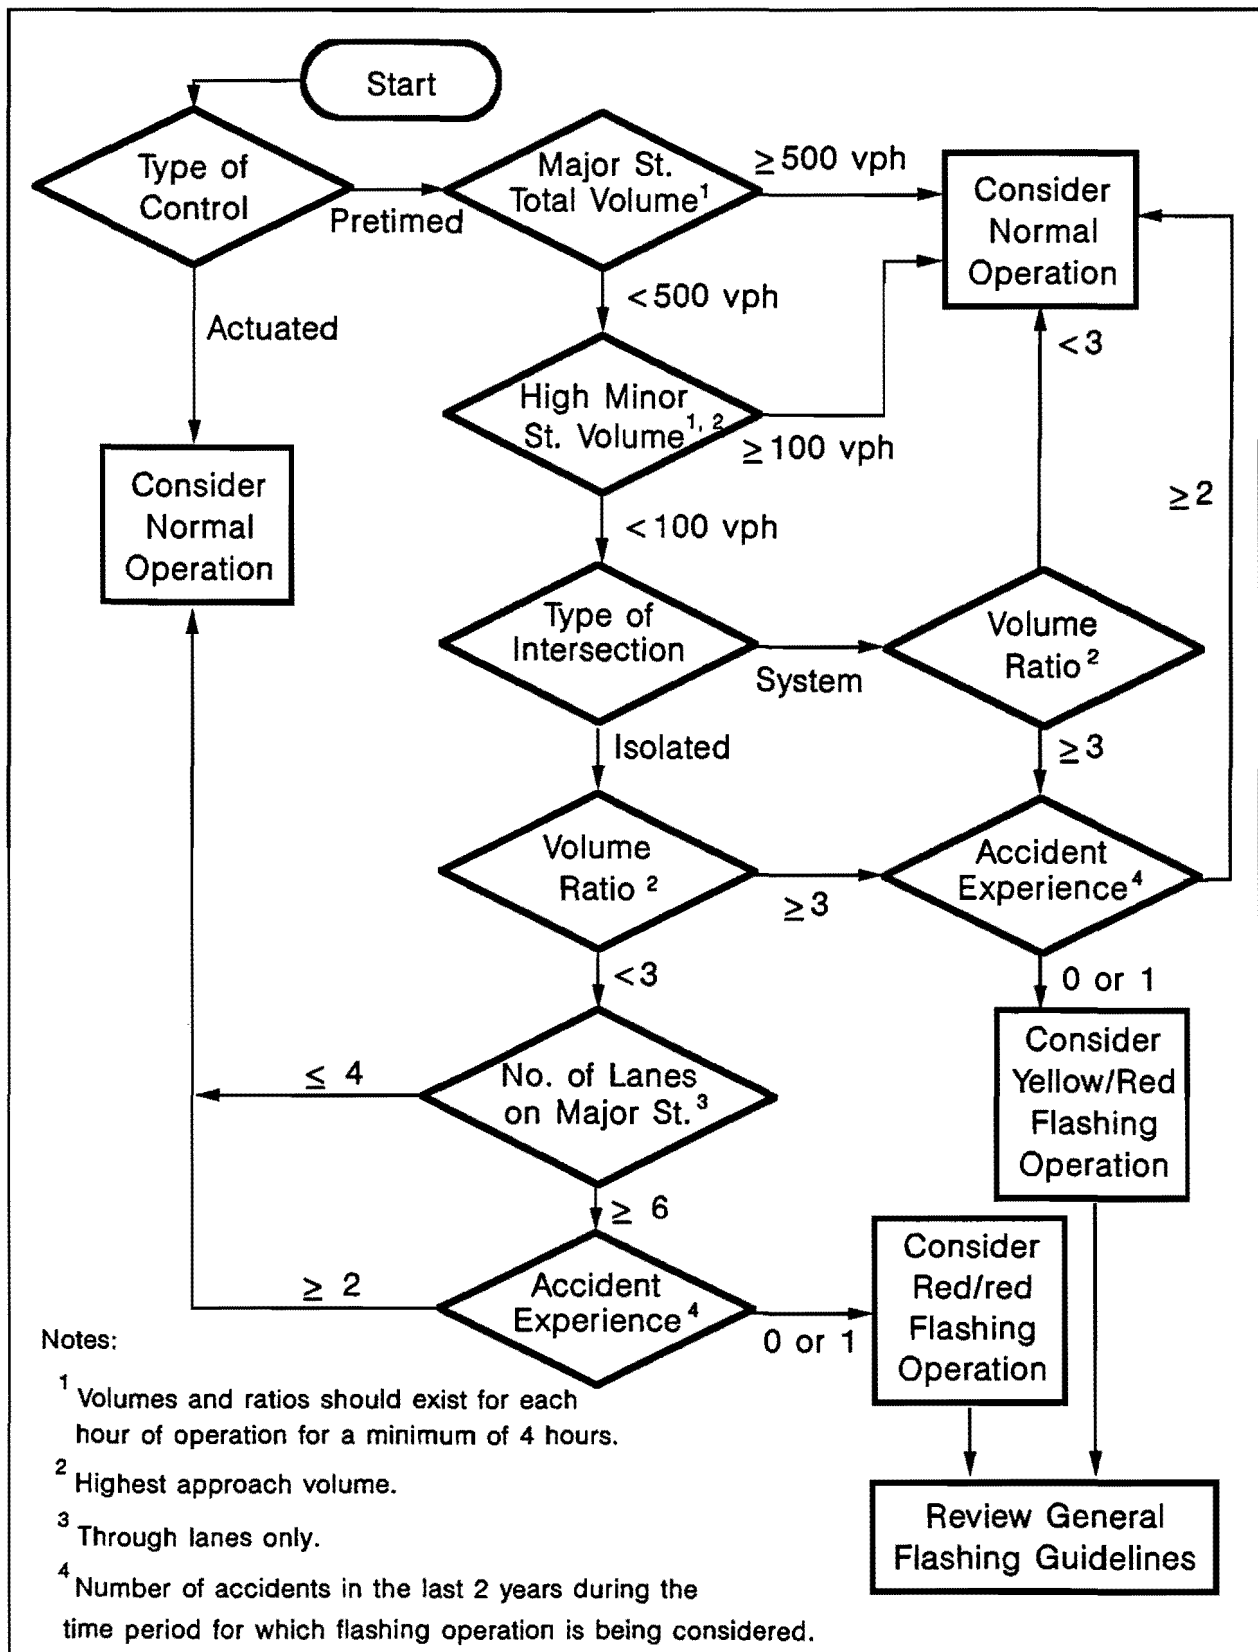 Start
Type of
Control
Pretimed
Actuated
Consider
Normal
Operation
Major St.
Total Volume¹
≥500 vph
<500 vph
Consider
Normal
Operation
High Minor
St. Volume¹, ²
≥100 vph
<100 vph
<3
≥2
Type of
Intersection
System
Isolated
Volume
Ratio ²
≥3
Volume
Ratio ²
≥3
<3
Accident
Experience⁴
0 or 1
Consider
Yellow/Red
Flashing
Operation
No. of Lanes
on Major St.³
≤ 4
≥ 6
Accident
Experience⁴
≥ 2
0 or 1
Consider
Red/red
Flashing
Operation
Review General
Flashing Guidelines
Notes:
¹ Volumes and ratios should exist for each
hour of operation for a minimum of 4 hours.
² Highest approach volume.
³ Through lanes only.
⁴ Number of accidents in the last 2 years during the
time period for which flashing operation is being considered.